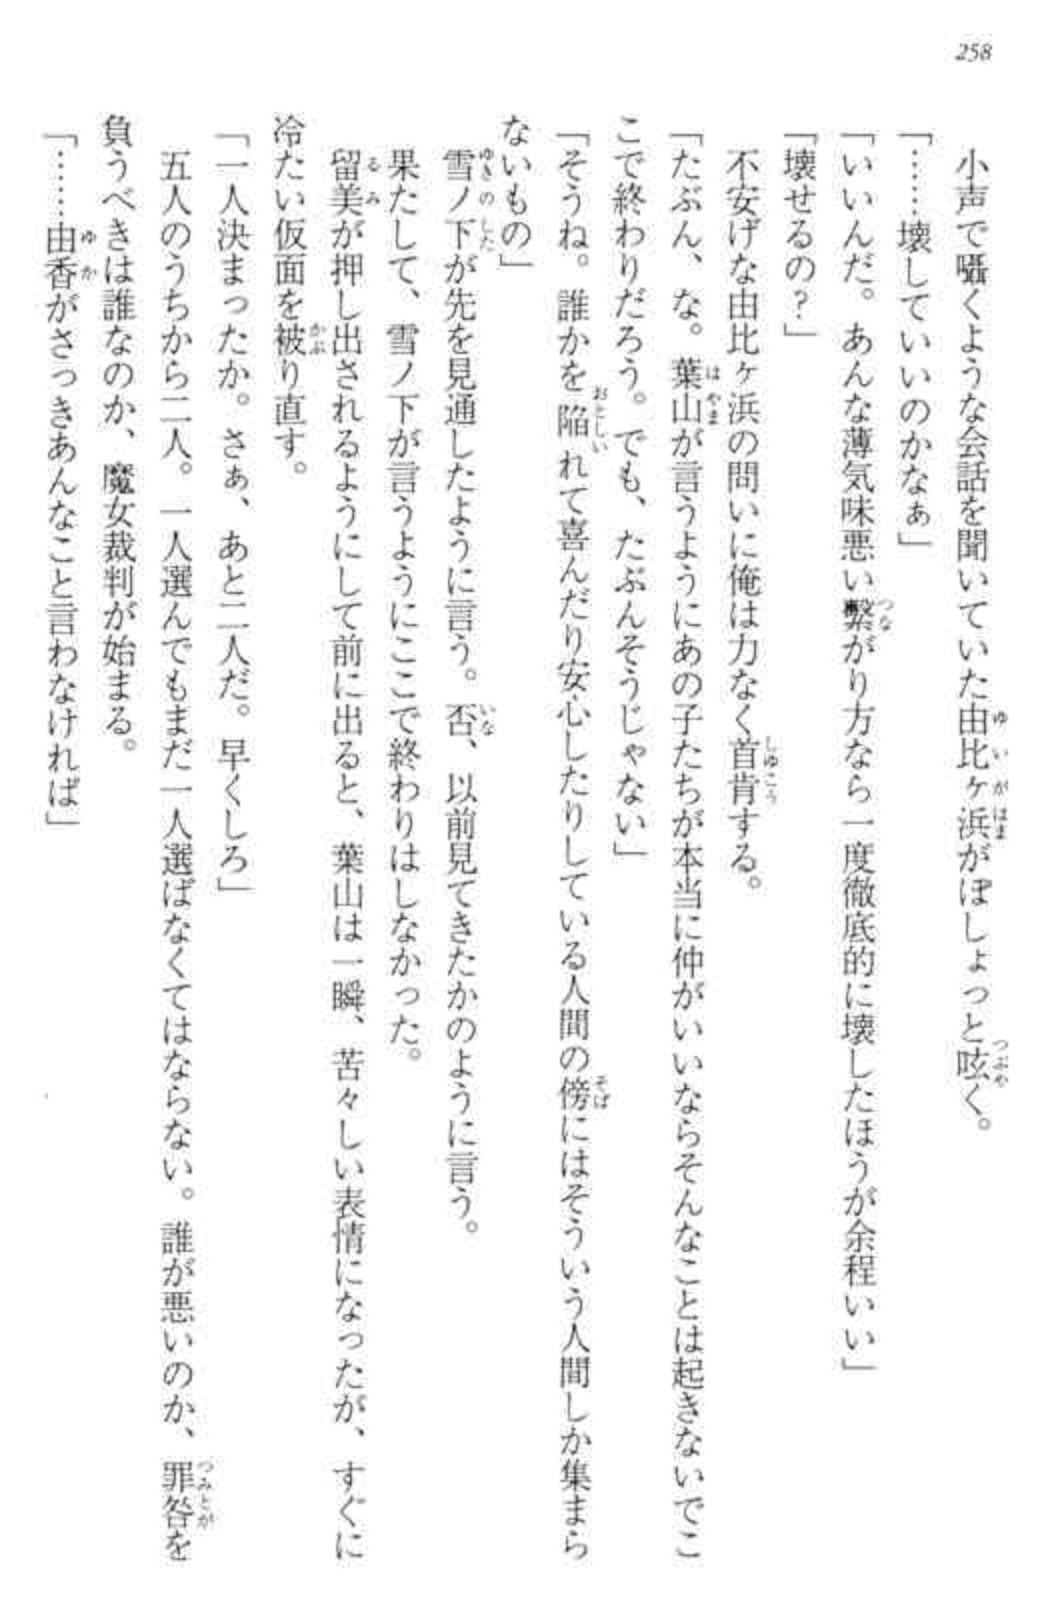 258
小声で囁くような会話を聞いていた由比ヶ浜がぽしょっと呟く。
「……壊していいのかなぁ」
「いいんだ。あんな薄気味悪い繫がり方なら一度徹底的に壊したほうが余程いい」
「壊せるの？」
不安げな由比ヶ浜の問いに俺は力なく首肯する。
「たぶん、な。葉山が言うようにあの子たちが本当に仲がいいならそんなことは起きないでこ
こで終わりだろう。でも、たぶんそうじゃない」
「そうね。誰かを陥れて喜んだり安心したりしている人間の傍にはそういう人間しか集まら
ないもの」
雪ノ下が先を見通したように言う。否、以前見てきたかのように言う。
果たして、雪ノ下が言うようにここで終わりはしなかった。
留美が押し出されるようにして前に出ると、葉山は一瞬、苦々しい表情になったが、すぐに
冷たい仮面を被り直す。
「一人決まったか。さぁ、あと二人だ。早くしろ」
五人のうちから二人。一人選んでもまだ一人選ばなくてはならない。誰が悪いのか、罪咎を
負うべきは誰なのか、魔女裁判が始まる。
「……由香がさっきあんなこと言わなければ」